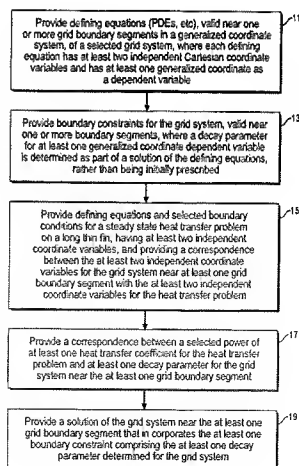 Provide defining equations (PDEs, etc), valid near one
or more grid boundary segments in a generalized coordinate
system, of a selected grid system, where each defining
equation has at least two independent Cartesian coordinate
variables and has at least one generalized coordinate as
a dependent variable
11
Provide boundary constraints for the grid system, valid near
one or more boundary segments, where a decay parameter
for at least one generalized coordinate dependent variable
is determined as part of a solution of the defining equations,
rather than being initially prescribed
13
Provide defining equations and selected boundary
conditions for a steady state heat transfer problem
on a long thin fin, having at least two independent
coordinate variables, and providing a correspondence
between the at least two independent coordinate
variables for the grid system near at least one grid
boundary segment with the at least two independent
coordinate variables for the heat transfer problem
15
Provide a correspondence between a selected power of
at least one heat transfer coefficient for the heat transfer
problem and at least one decay parameter for the grid
system near the at least one grid boundary segment
17
Provide a solution of the grid system near the at least one
grid boundary segment that in corporates the at least one
boundary constraint comprising the at least one decay
parameter determined for the grid system
19